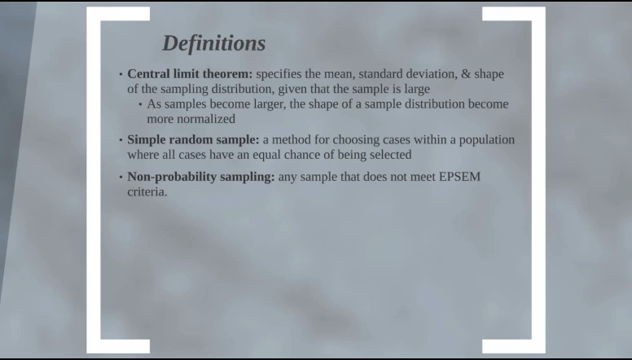 Definitions
• Central limit theorem: specifies the mean, standard deviation, & shape
of the sampling distribution, given that the sample is large
• As samples become larger, the shape of a sample distribution become
more normalized
• Simple random sample: a method for choosing cases within a population
where all cases have an equal chance of being selected
• Non-probability sampling: any sample that does not meet EPSEM
criteria.